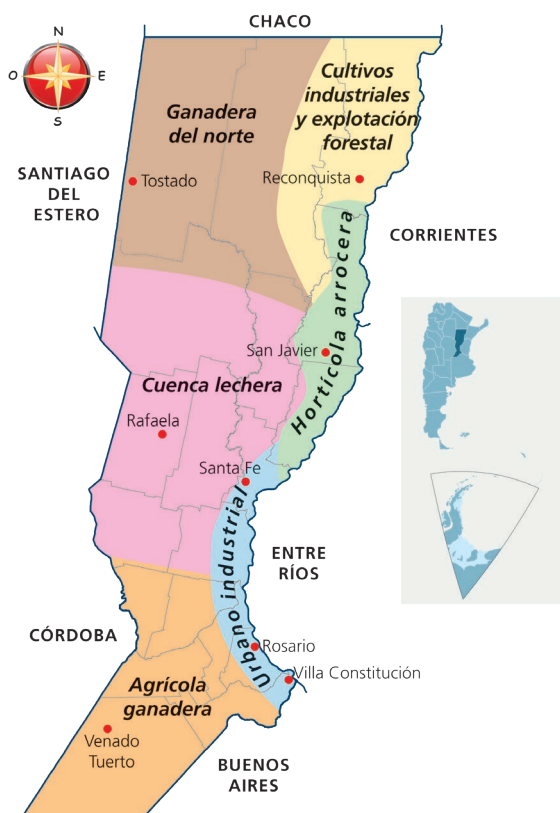 CHACO
N
O
E
S
Cultivos
industriales
y explotación
forestal
Ganadera
del norte
SANTIAGO
DEL
ESTERO
Tostado
Reconquista
CORRIENTES
Hortícola arrocera
San Javier
Cuenca lechera
Rafaela
Santa Fe
Urbano industrial
ENTRE
RÍOS
CÓRDOBA
Rosario
Villa Constitución
Agrícola
ganadera
Venado
Tuerto
BUENOS
AIRES